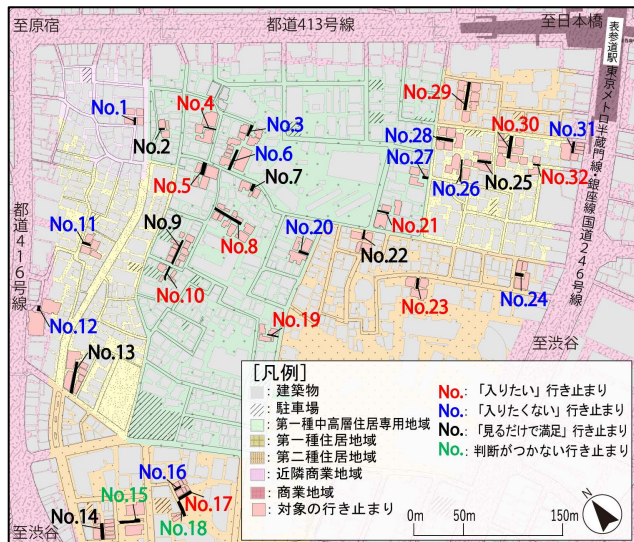 至原宿
都道413号線
至日本橋
表参道駅 東京メトロ半蔵門線・銀座線
国道246号線
No.29
No.1
No.4
No.3
No.2
No.28
No.30
No.31
No.6
No.27
No.5
No.7
No.26
No.25
No.32
都道416号線
No.11
No.9
No.8
No.20
No.21
No.22
No.10
No.24
No.23
No.12
No.19
至渋谷
No.13
[凡例]
:建築物
:駐車場
:第一種中高層住居専用地域
:第一種住居地域
:第二種住居地域
:近隣商業地域
:商業地域
:対象の行き止まり
No.:「入りたい」行き止まり
No.:「入りたくない」行き止まり
No.:「見るだけで満足」行き止まり
No.:判断がつかない行き止まり
No.16
No.15
No.17
No.14
No.18
至渋谷
0m 50m 150m
N